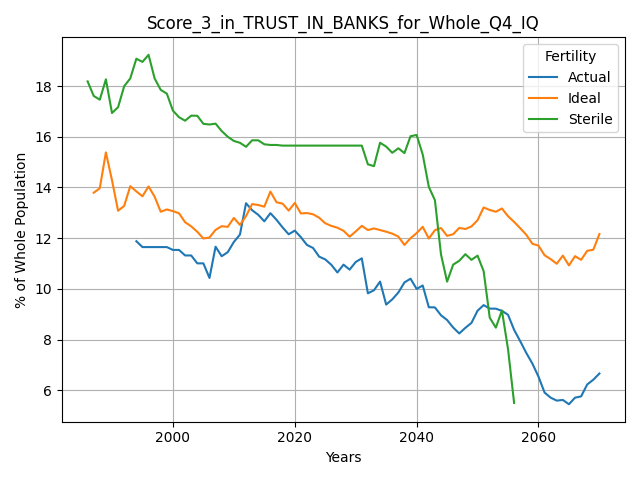 Score_3_in_TRUST_IN_BANKS_for_Whole_Q4_IQ
% of Whole Population
18
16
14
12
10
8
6
Fertility
Actual
Ideal
Sterile
2000 2020 2040 2060
Years